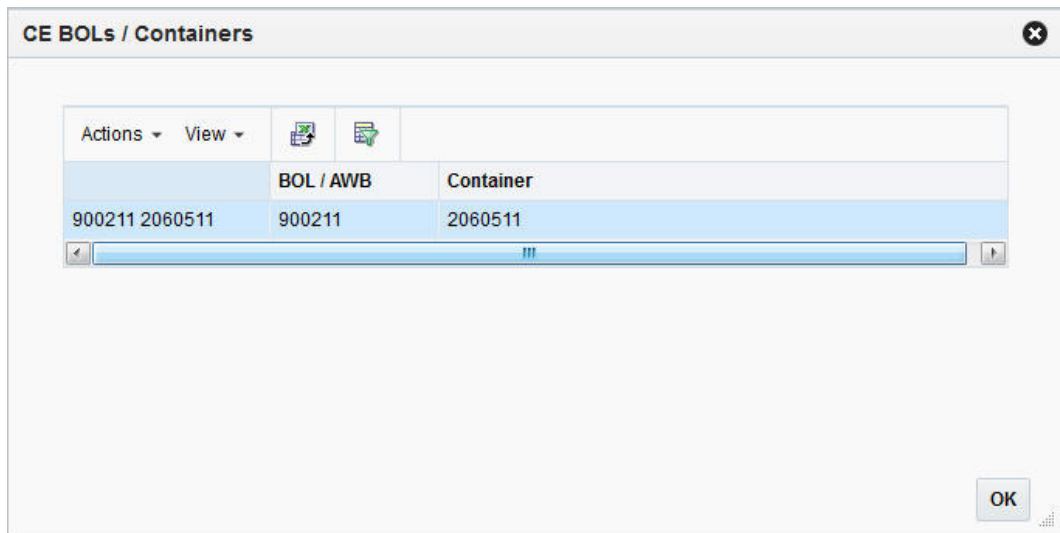 CE BOLs / Containers
Actions View
BOL / AWB Container
900211 2060511 900211 2060511
OK